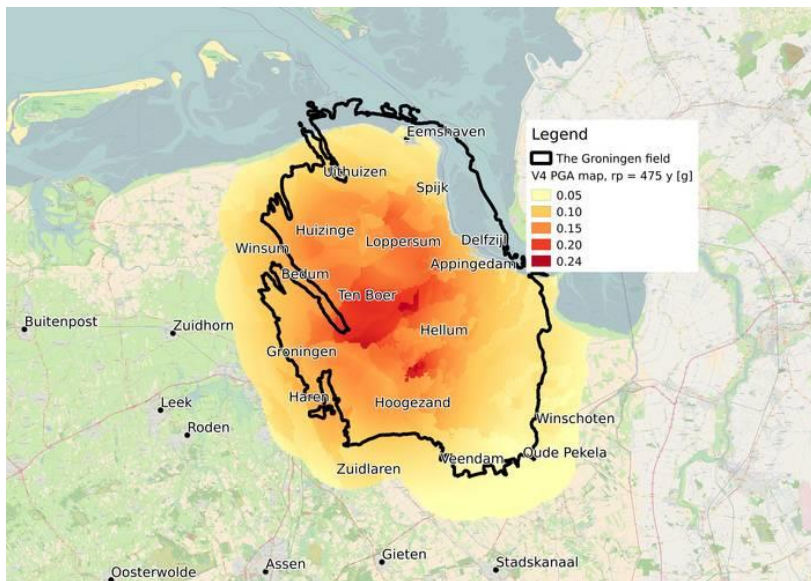 Eemshaven
Legend
The Groningen field
V4 PGA map, rp = 475 y [g]
0.05
0.10
0.15
0.20
0.24
Uithuizen
Spijk
Huizinge
Loppersum
Delfzijl
Winsum
Appingedam
Bedum
Ten Boer
Buitenpost
Zuidhorn
Hellum
Groningen
Haren
Hoogezand
Leek
Roden
Winschoten
Oude Pekela
Veendam
Zuidlaren
Gieten
Assen
Stadskanaal
Oosterwolde